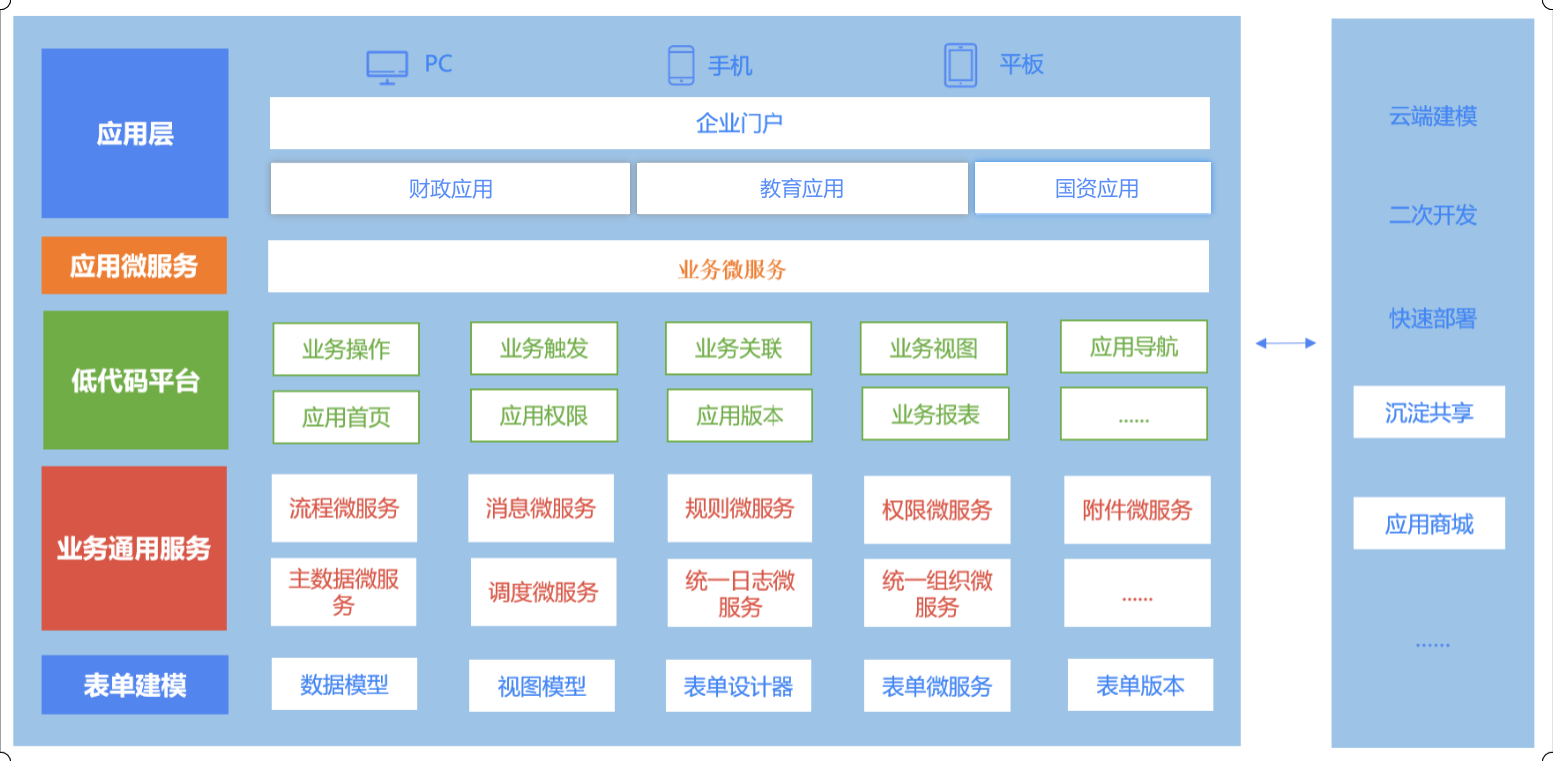 PC
手机
平板
应用层
企业门户
财政应用
教育应用
国资应用
应用微服务
业务微服务
低代码平台
业务操作
业务触发
业务关联
业务视图
应用导航
应用首页
应用权限
应用版本
业务报表
......
业务通用服务
流程微服务
消息微服务
规则微服务
权限微服务
附件微服务
主数据微服
务
调度微服务
统一日志微
服务
统一组织微
服务
......
表单建模
数据模型
视图模型
表单设计器
表单微服务
表单版本
云端建模
二次开发
快速部署
沉淀共享
应用商城
......